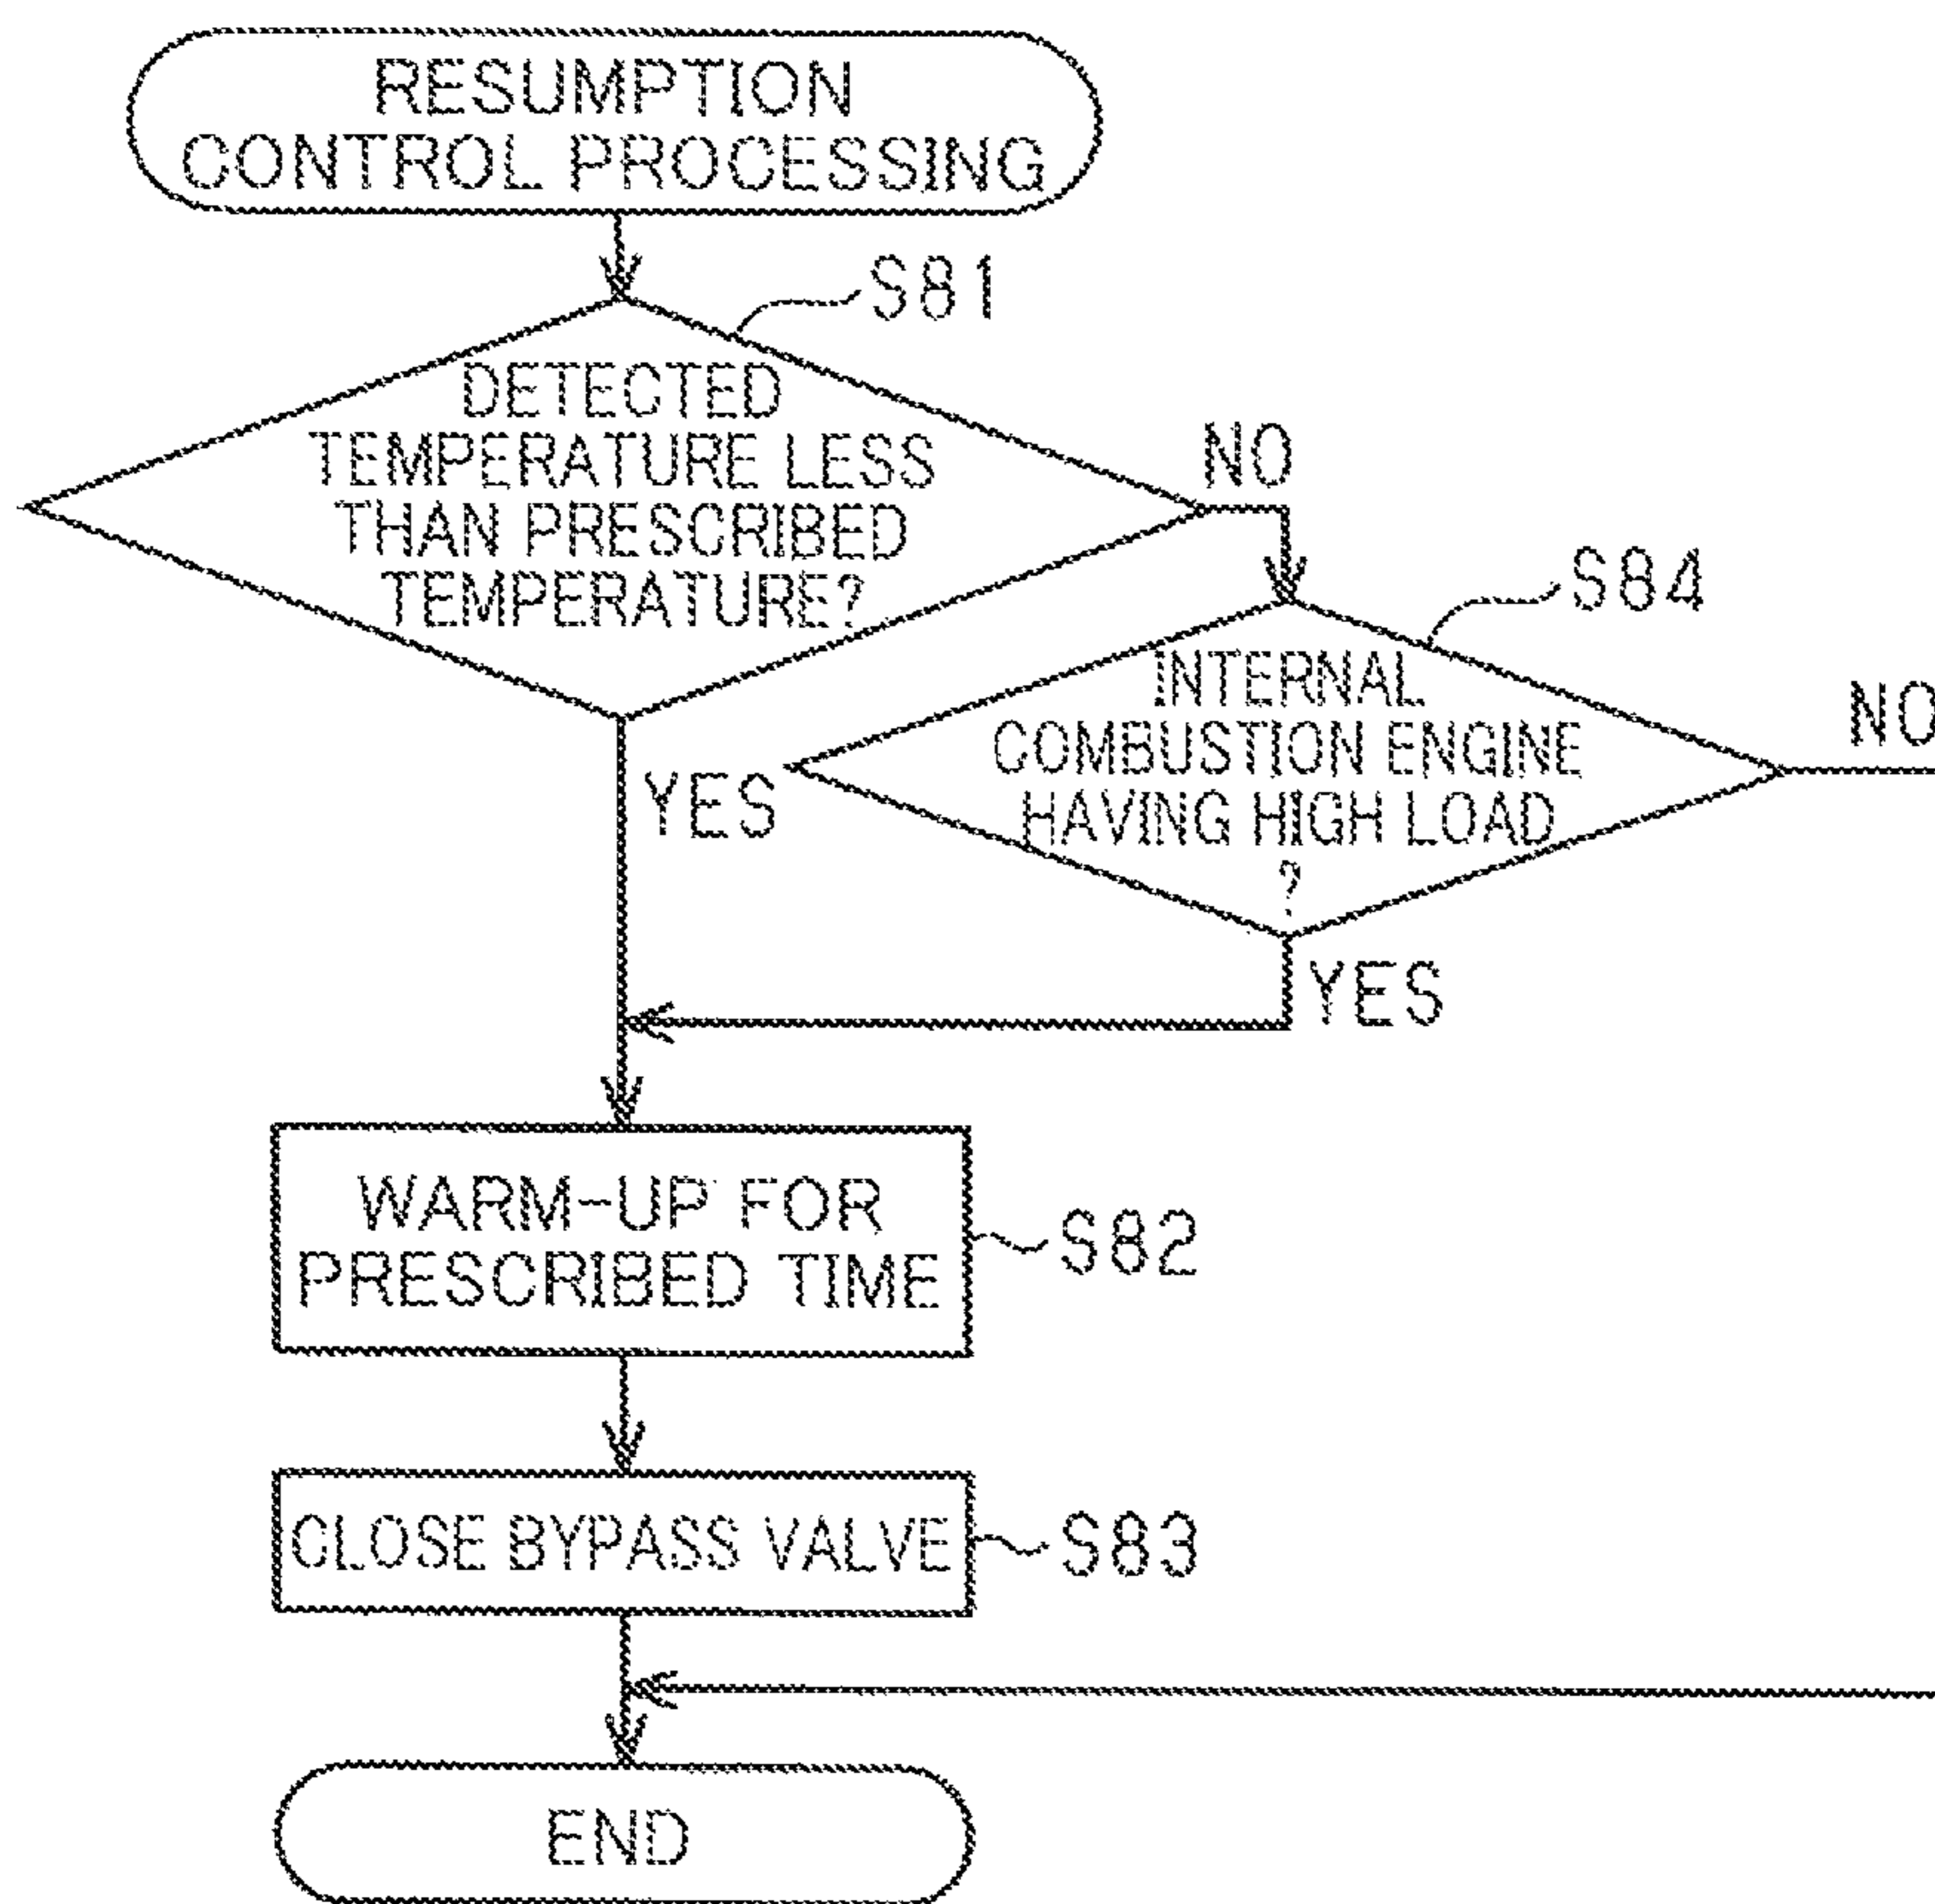 RESUMPTION
CONTROL PROCESSING
S81
DETECTED
TEMPERATURE LESS
THAN PRESCRIBED
TEMPERATURE?
NO
S84
INTERNAL
COMBUSTION ENGINE
HAVING HIGH LOAD
?
NO
YES
YES
WARM-UP FOR
PRESCRIBED TIME
S82
CLOSE BYPASS VALVE
S83
END